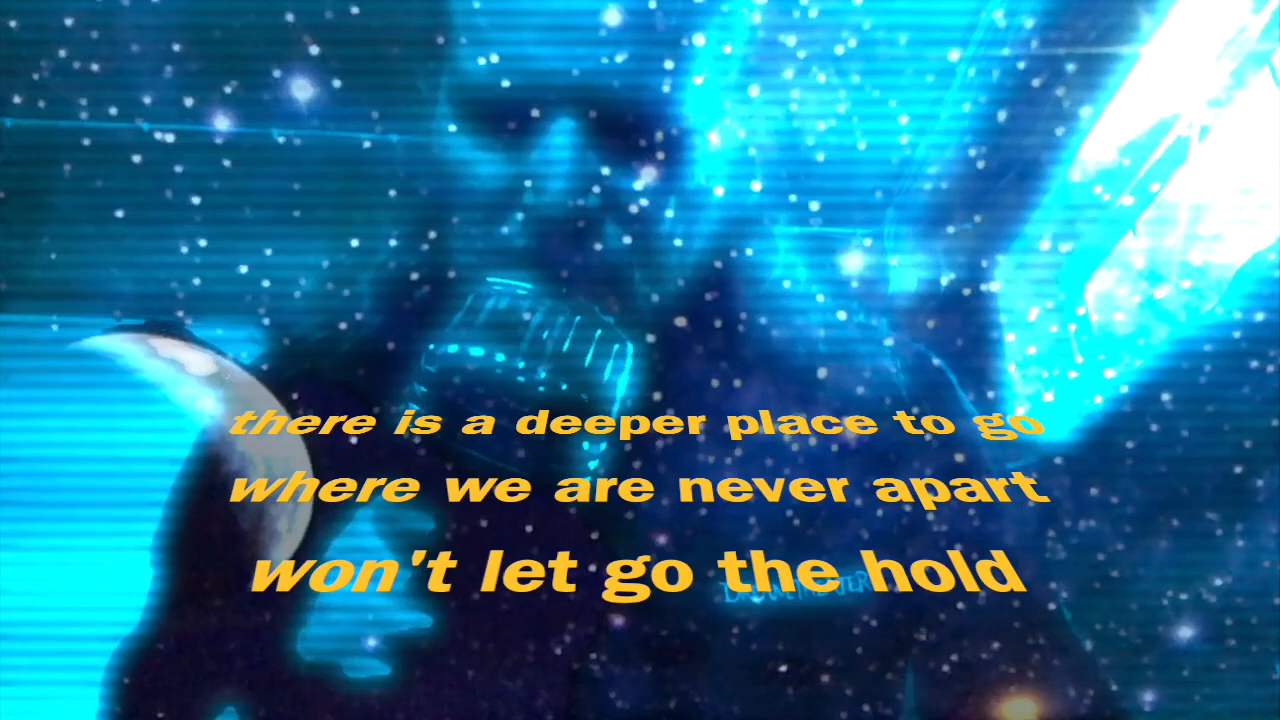 there is a deeper place to go
where we are never apart
won't let go the hold